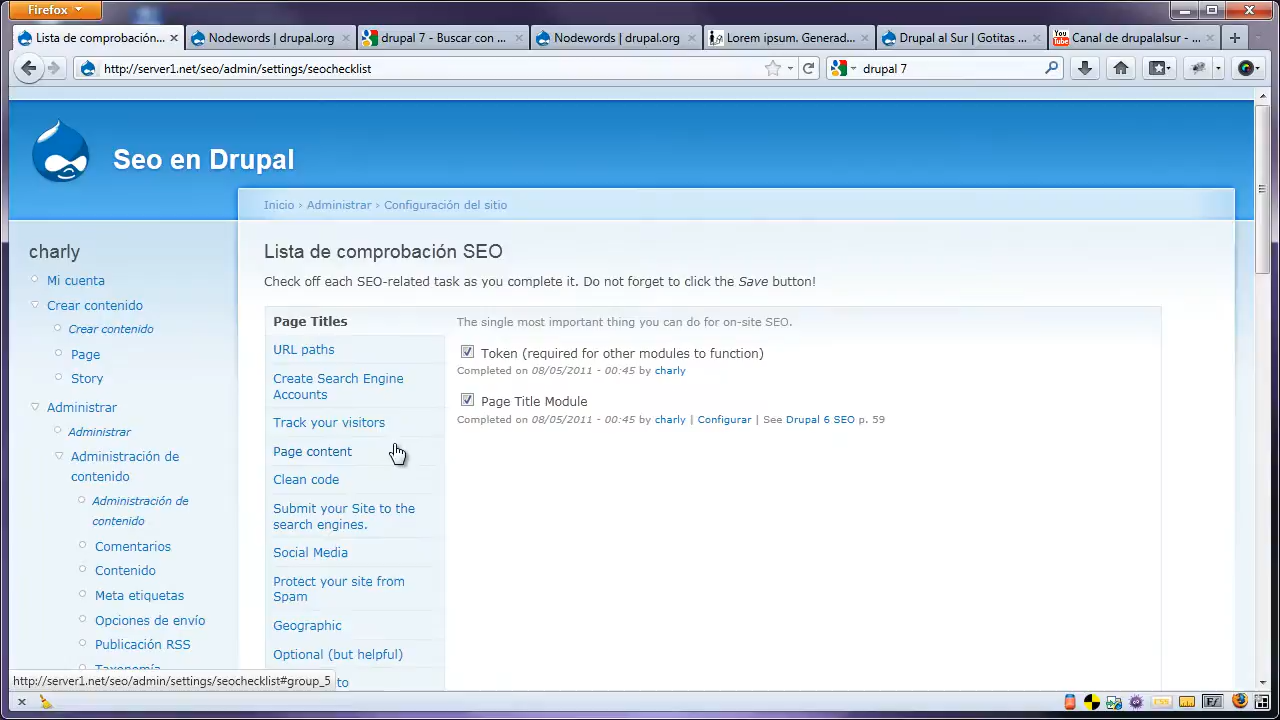 Firefox
Lista de comprobación...
Nodewords | drupal.org
drupal 7 - Buscar con ...
Nodewords | drupal.org
Lorem ipsum. Generad...
Drupal al Sur | Gotitas ...
You Tube
Canal de drupalalsur - ...
http://server1.net/seo/admin/settings/seochecklist
drupal 7
Seo en Drupal
Inicio › Administrar › Configuración del sitio
charly
Mi cuenta
Crear contenido
Crear contenido
Page
Story
Administrar
Administrar
Administración de
contenido
Administración de
contenido
Comentarios
Contenido
Meta etiquetas
Opciones de envío
Publicación RSS
Taxonomía
Lista de comprobación SEO
Check off each SEO-related task as you complete it. Do not forget to click the Save button!
Page Titles
URL paths
Create Search Engine
Accounts
Track your visitors
Page content
Clean code
Submit your Site to the
search engines.
Social Media
Protect your site from
Spam
Geographic
Optional (but helpful)
to
The single most important thing you can do for on-site SEO.
Token (required for other modules to function)
Completed on 08/05/2011 - 00:45 by charly
Page Title Module
Completed on 08/05/2011 - 00:45 by charly | Configurar | See Drupal 6 SEO p. 59
http://server1.net/seo/admin/settings/seochecklist#group_5